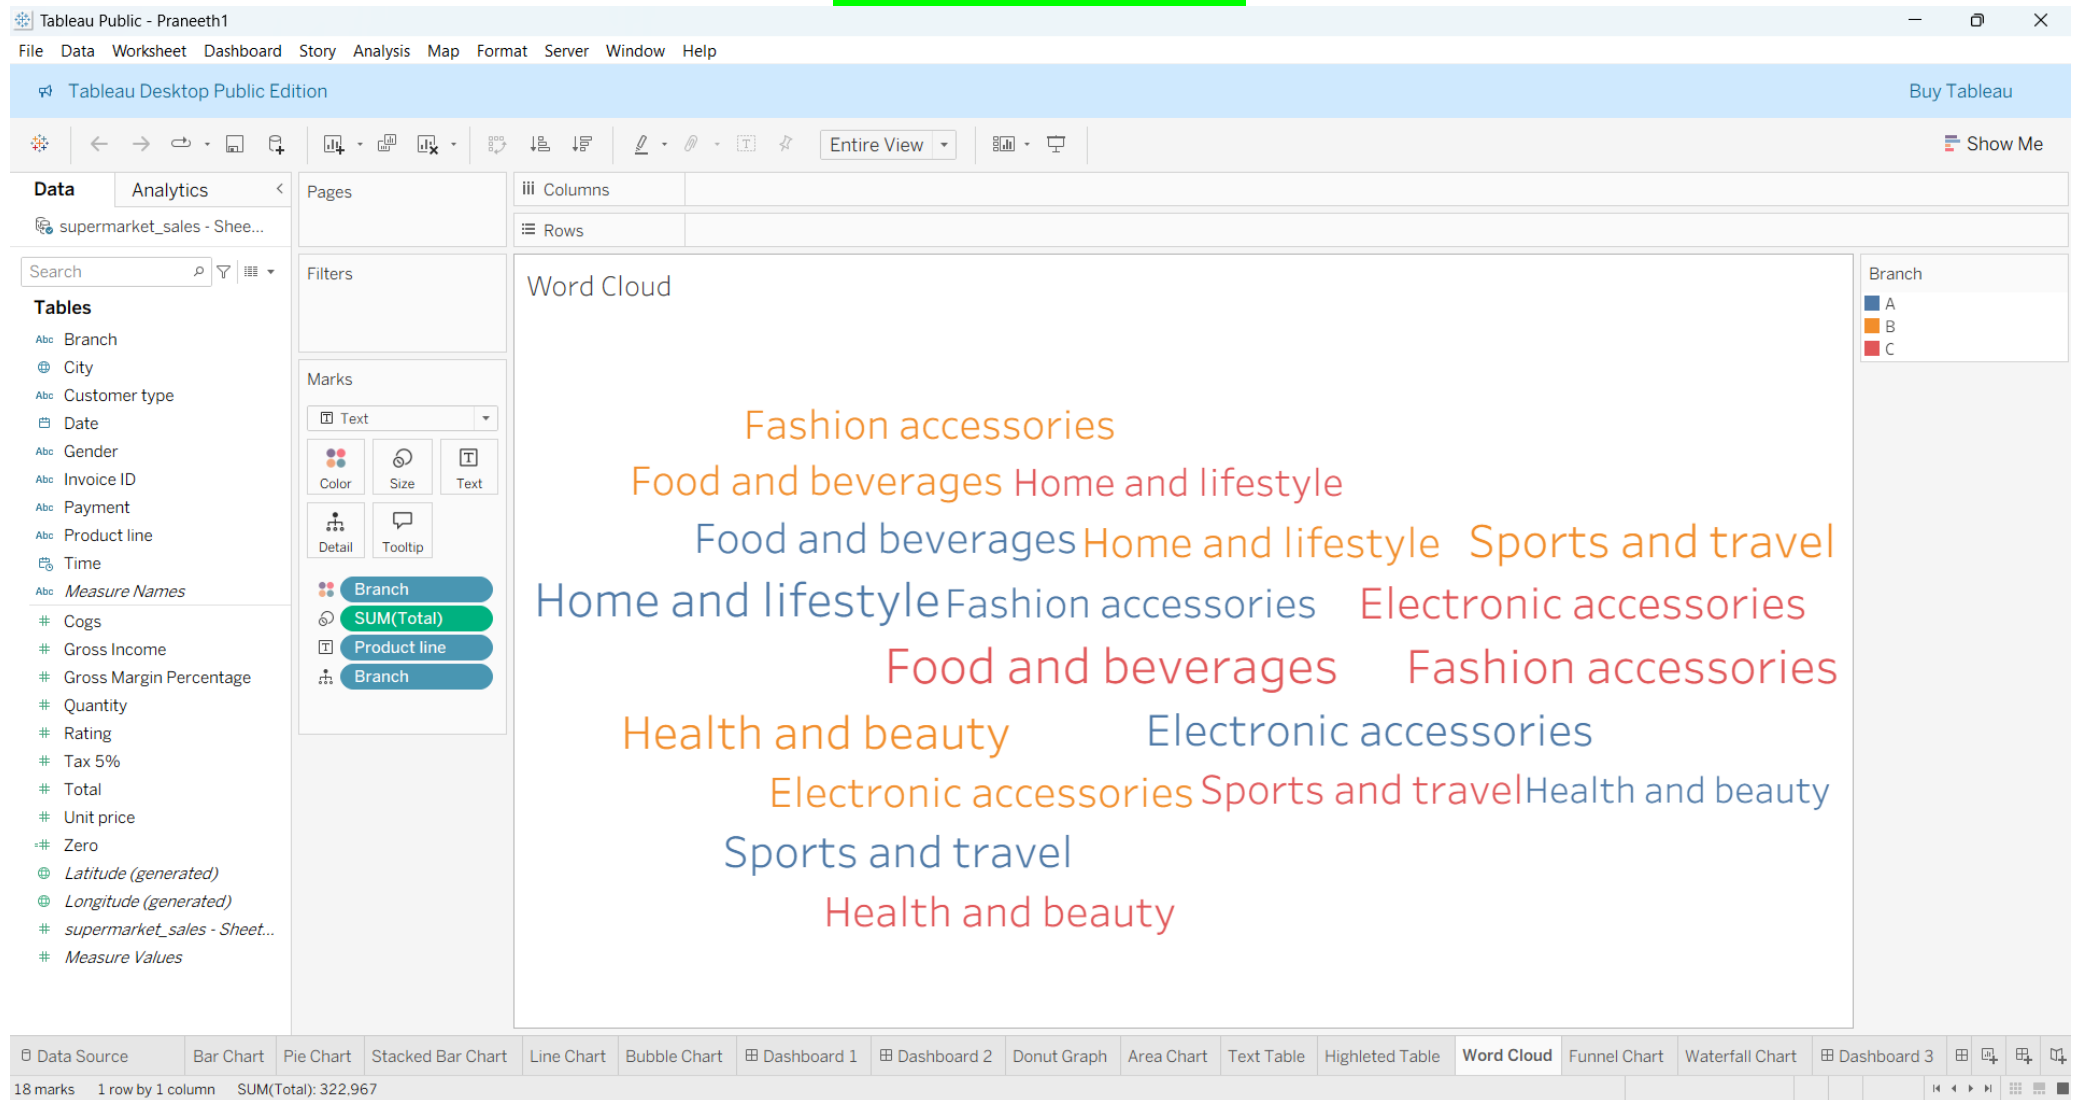 Tableau Public - Praneeth1
File Data Worksheet Dashboard Story Analysis Map Format Server Window Help
Tableau Desktop Public Edition
Buy Tableau
Entire View
Show Me
Data
Analytics
supermarket_sales - Shee...
Search
Tables
Abc Branch
City
Abc Customer type
Date
Abc Gender
Abc Invoice ID
Abc Payment
Abc Product line
Time
Abc Measure Names
# Cogs
# Gross Income
# Gross Margin Percentage
# Quantity
# Rating
# Tax 5%
# Total
# Unit price
=# Zero
Latitude (generated)
Longitude (generated)
# supermarket_sales - Sheet...
# Measure Values
Pages
Filters
Marks
T Text
Color
Size
T Text
Detail
Tooltip
Branch
SUM(Total)
T Product line
Branch
iii Columns
Rows
Word Cloud
Fashion accessories
Food and beverages Home and lifestyle
Food and beverages Home and lifestyle Sports and travel
Home and lifestyle Fashion accessories Electronic accessories
Food and beverages Fashion accessories
Health and beauty Electronic accessories
Electronic accessories Sports and travel Health and beauty
Sports and travel
Health and beauty
Branch
A
B
C
Data Source Bar Chart Pie Chart Stacked Bar Chart Line Chart Bubble Chart Dashboard 1 Dashboard 2 Donut Graph Area Chart Text Table Highleted Table Word Cloud Funnel Chart Waterfall Chart Dashboard 3
18 marks 1 row by 1 column SUM(Total): 322,967